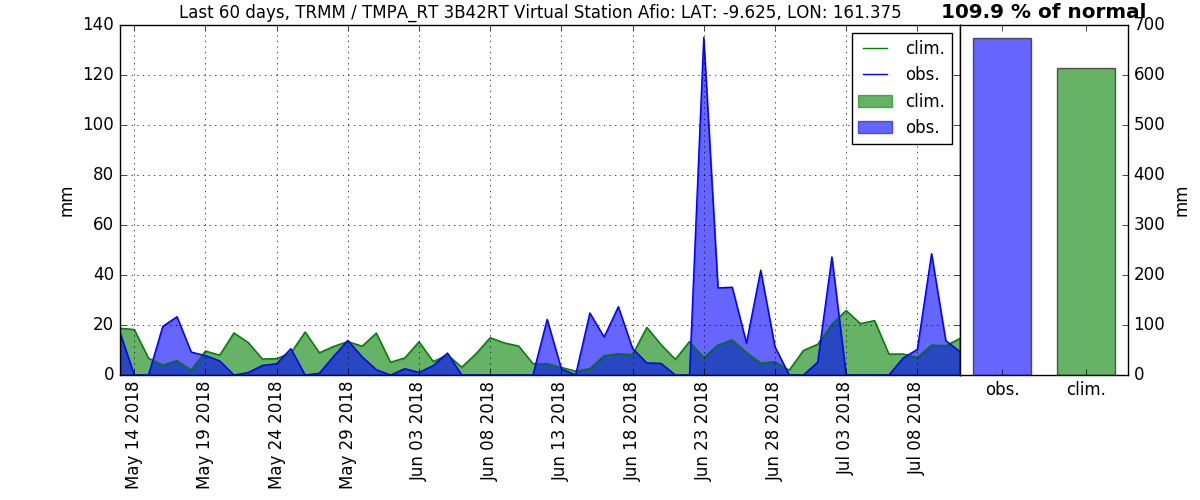 Last 60 days, TRMM / TMPA_RT 3B42RT Virtual Station Afio: LAT: -9.625, LON: 161.375
109.9 % of normal
140
120
100
80
60
40
20
0
mm
clim.
obs.
clim.
obs.
700
600
500
400
300
200
100
0
mm
obs.
clim.
May 14 2018
May 19 2018
May 24 2018
May 29 2018
Jun 03 2018
Jun 08 2018
Jun 13 2018
Jun 18 2018
Jun 23 2018
Jun 28 2018
Jul 03 2018
Jul 08 2018